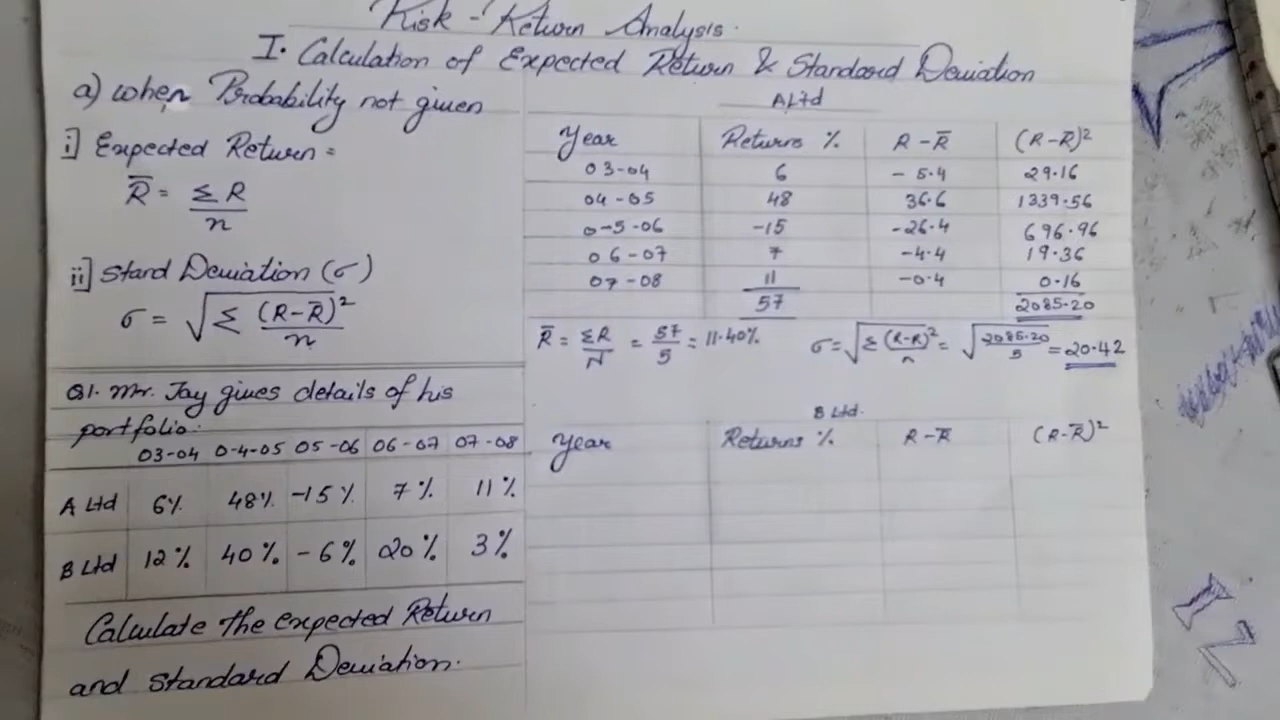 Risk - Return Analysis.
I. Calculation of Expected Return & Standard Deviation
a) when Probability not given
i] Expected Return =
R̄ = ΣR / n
ii] Stand Deviation (σ)
σ = √Σ (R-R̄)² / n
Q1. Mr. Jay gives details of his
portfolio.
03-04 0-4-05 05-06 06-07 07-08
A Ltd 6% 48% -15% 7% 11%
B Ltd 12% 40% -6% 20% 3%
Calculate the expected Return
and standard Deviation.
A Ltd
Year Returns % R-R̄ (R-R̄)²
03-04 6 -5.4 29.16
04-05 48 36.6 1339.56
0-5-06 -15 -26.4 696.96
06-07 7 -4.4 19.36
07-08 11 -0.4 0.16
57 2085.20
R̄ = ΣR / N = 57 / 5 = 11.40% σ = √Σ (R-R̄)² / n = √2085.20 / 5 = 20.42
B Ltd.
Year Returns % R-R̄ (R-R̄)²